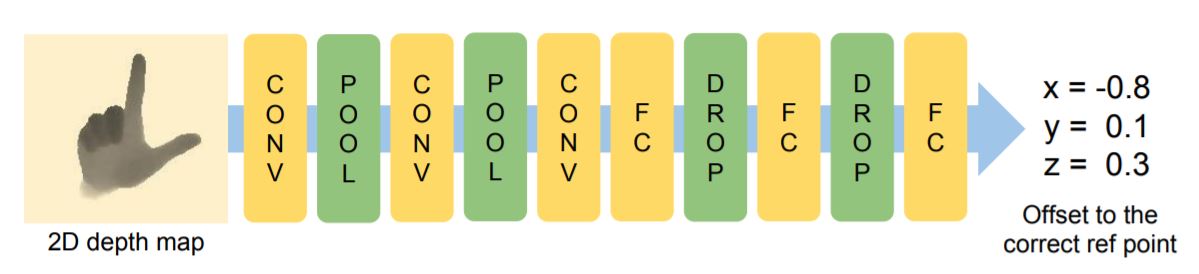 2D depth map
CONV
POOL
CONV
POOL
CONV
FC
DROP
FC
DROP
FC
x = -0.8
y = 0.1
z = 0.3
Offset to the
correct ref point